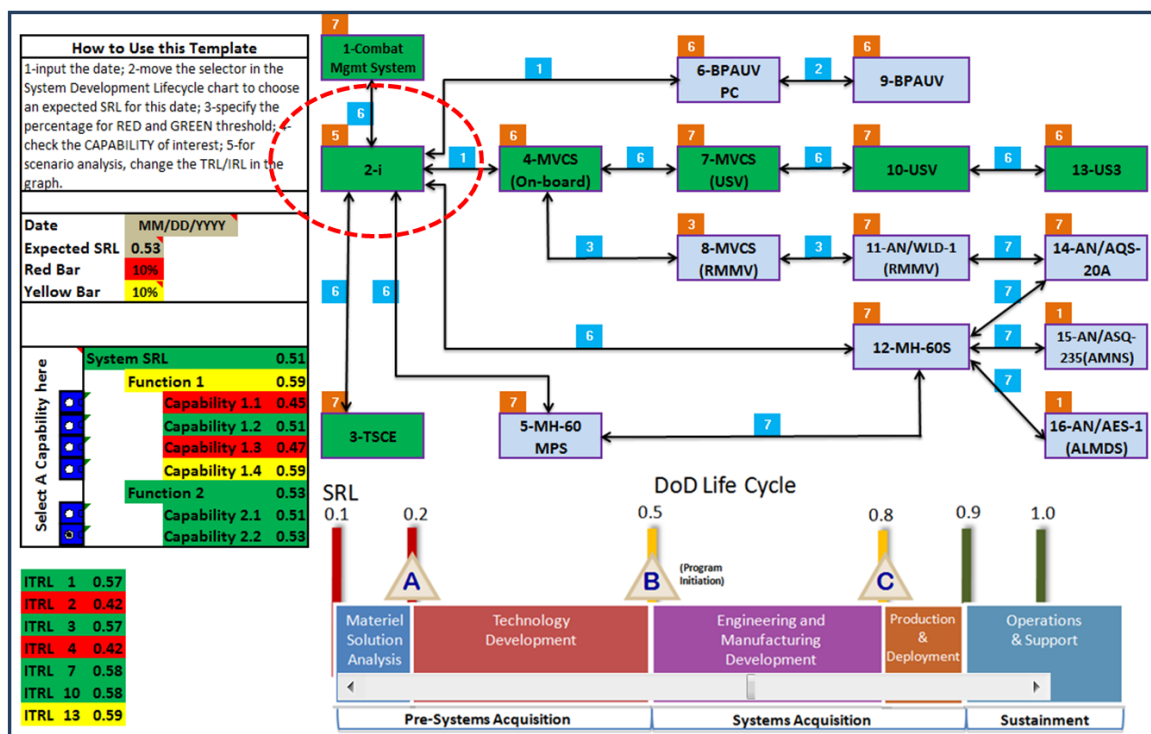 How to Use this Template
1-input the date; 2-move the selector in the
System Development Lifecycle chart to choose
an expected SRL for this date; 3-specify the
percentage for RED and GREEN threshold; 4-
check the CAPABILITY of interest; 5-for
scenario analysis, change the TRL/IRL in the
graph.
Date MM/DD/YYYY
Expected SRL 0.53
Red Bar 10%
Yellow Bar 10%
Select A Capability here
System SRL 0.51
Function 1 0.59
Capability 1.1 0.45
Capability 1.2 0.51
Capability 1.3 0.47
Capability 1.4 0.59
Function 2 0.53
Capability 2.1 0.51
Capability 2.2 0.53
ITRL 1 0.57
ITRL 2 0.42
ITRL 3 0.57
ITRL 4 0.42
ITRL 7 0.58
ITRL 10 0.58
ITRL 13 0.59
7
1-Combat
Mgmt System
6
5
2-i
1
6
6-BPAUV
PC
2
6
9-BPAUV
1
6
4-MVCS
(On-board)
6
7
7-MVCS
(USV)
6
7
10-USV
6
6
13-US3
3
3
8-MVCS
(RMMV)
3
7
11-AN/WLD-1
(RMMV)
7
7
14-AN/AQS-
20A
6
6
6
7
12-MH-60S
7
7
7
1
15-AN/ASQ-
235(AMNS)
1
16-AN/AES-1
(ALMDS)
7
3-TSCE
7
5-MH-60
MPS
7
SRL
DoD Life Cycle
0.1 0.2 0.5 0.8 0.9 1.0
A
B
(Program
Initiation)
C
Materiel
Solution
Analysis
Technology
Development
Engineering and
Manufacturing
Development
Production
&
Deployment
Operations
& Support
Pre-Systems Acquisition
Systems Acquisition
Sustainment